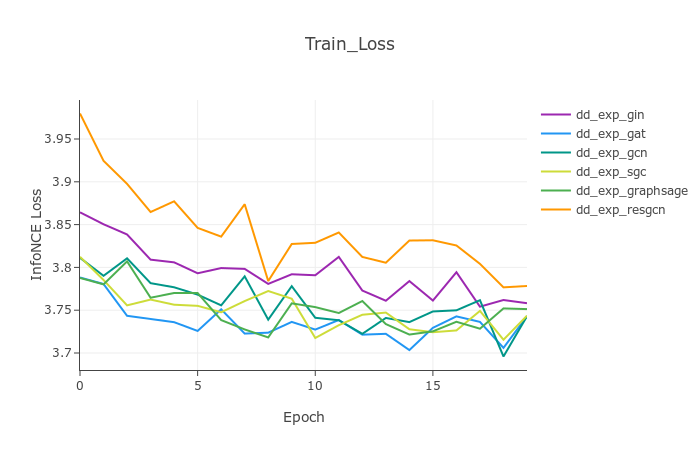 Train_Loss
InfoNCE Loss
3.95
3.9
3.85
3.8
3.75
3.7
0
5
10
15
Epoch
dd_exp_gin
dd_exp_gat
dd_exp_gcn
dd_exp_sgc
dd_exp_graphsage
dd_exp_resgcn